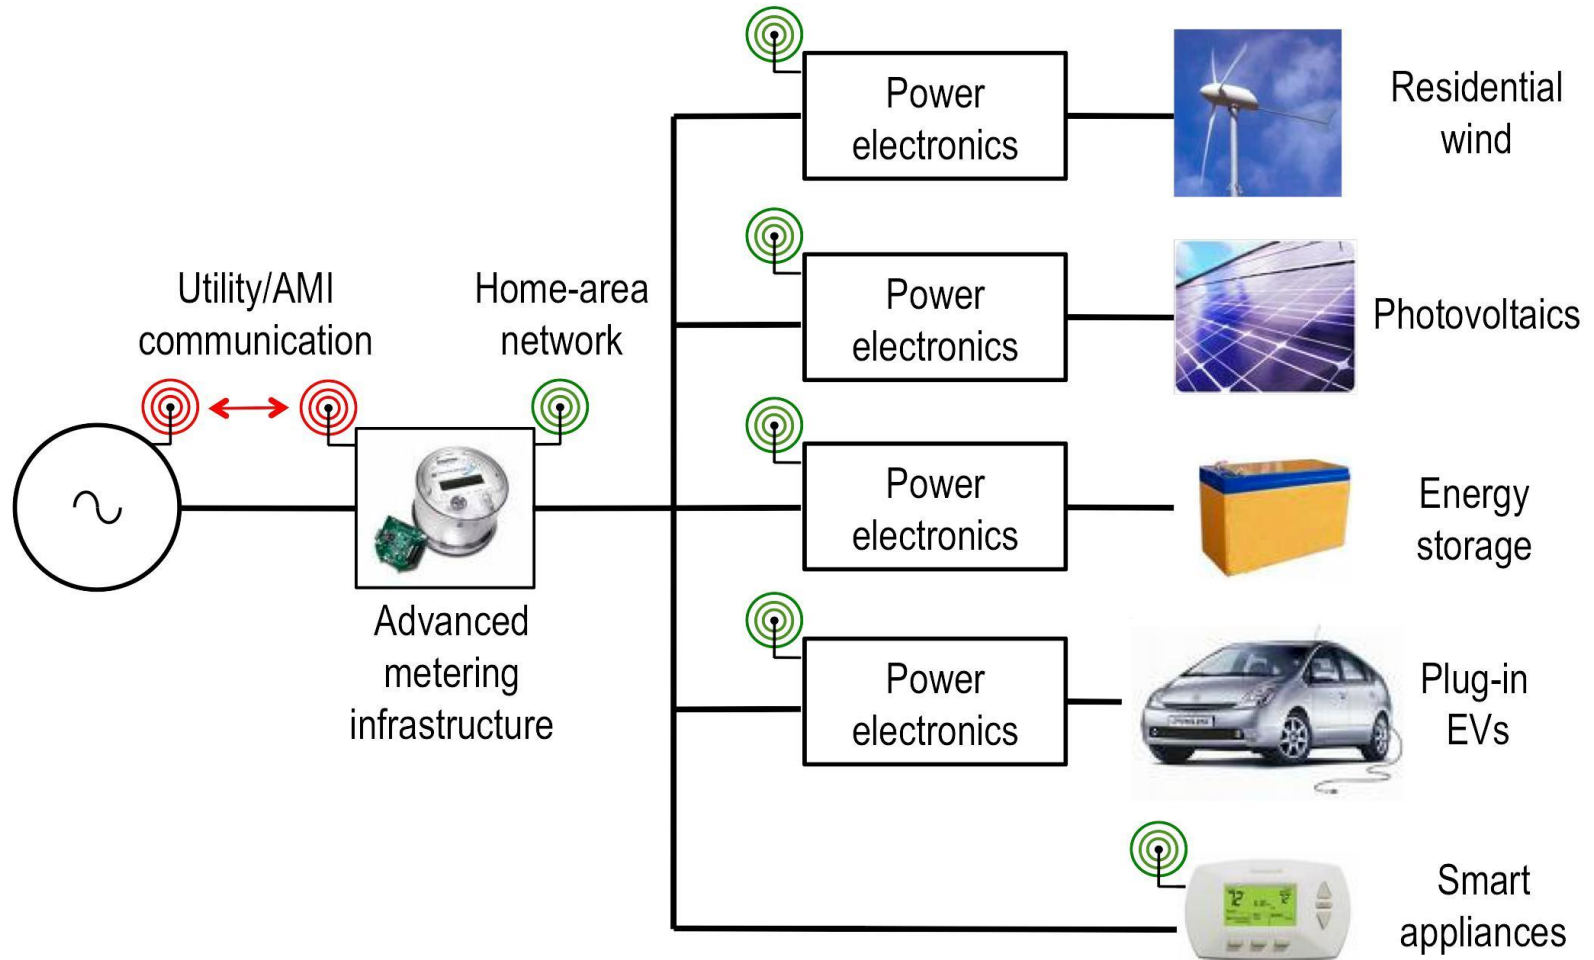 Power
electronics
Residential
wind
Utility/AMI
communication
Home-area
network
Power
electronics
Photovoltaics
Power
electronics
Energy
storage
Advanced
metering
infrastructure
Power
electronics
Plug-in
EVs
72
Smart
appliances